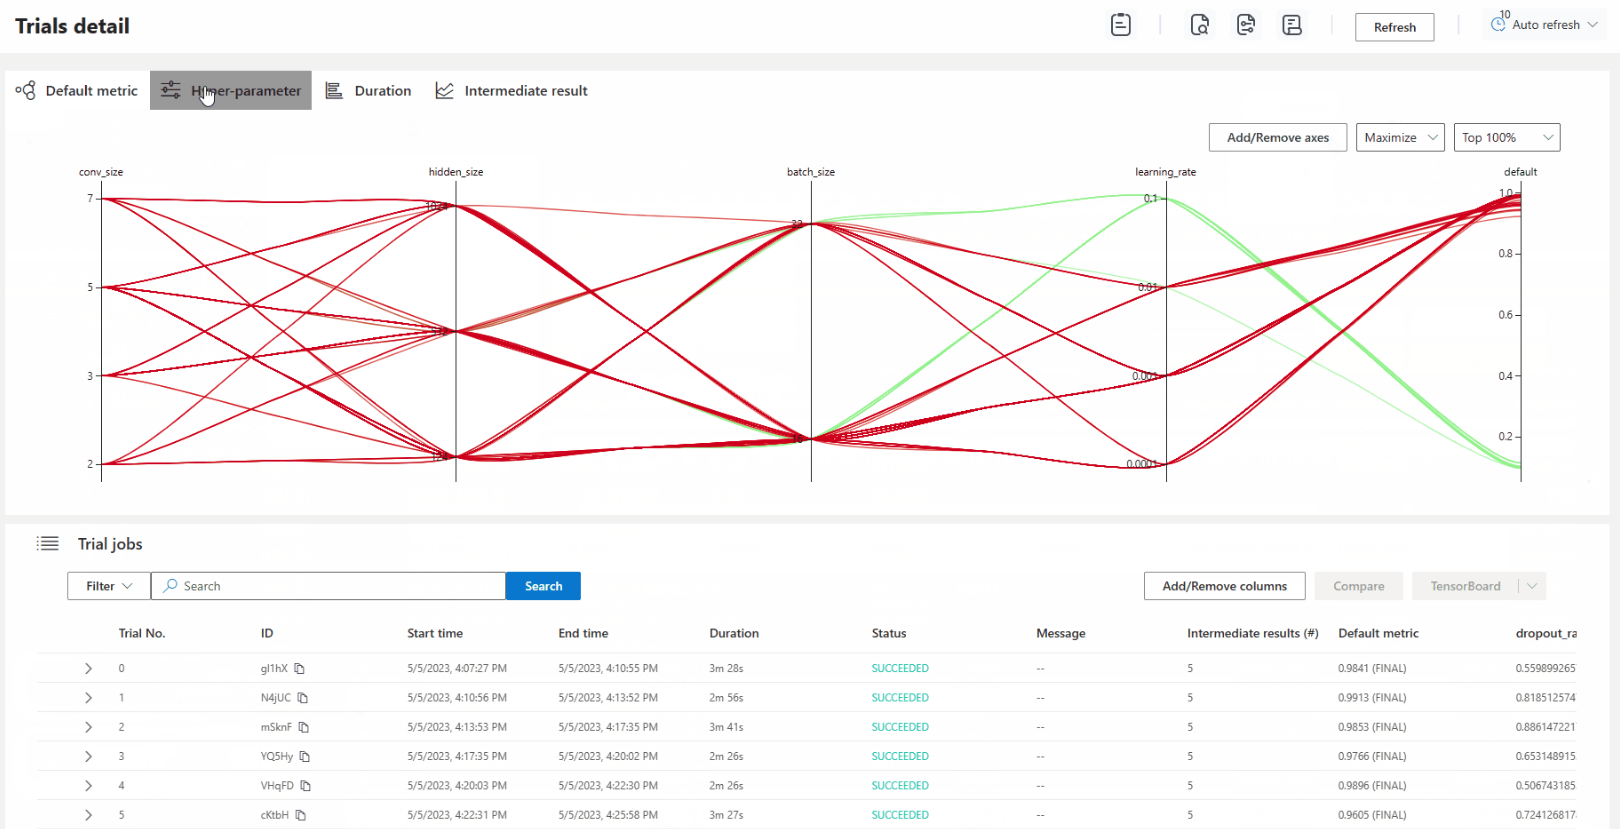 Trials detail
Refresh
10
Auto refresh
Default metric
Hyper-parameter
Duration
Intermediate result
Add/Remove axes
Maximize
Top 100%
conv_size
hidden_size
batch_size
learning_rate
default
7
5
3
2
1024
512
124
32
0.1
0.01
0.001
0.0001
1.0
0.8
0.6
0.4
0.2
Trial jobs
Filter
Search
Search
Add/Remove columns
Compare
TensorBoard
Trial No. ID Start time End time Duration Status Message Intermediate results (#) Default metric dropout_ra
0 gl1hX 5/5/2023, 4:07:27 PM 5/5/2023, 4:10:55 PM 3m 28s SUCCEEDED -- 5 0.9841 (FINAL) 0.559899265
1 N4jUC 5/5/2023, 4:10:56 PM 5/5/2023, 4:13:52 PM 2m 56s SUCCEEDED -- 5 0.9913 (FINAL) 0.818512574
2 mSknF 5/5/2023, 4:13:53 PM 5/5/2023, 4:17:35 PM 3m 41s SUCCEEDED -- 5 0.9853 (FINAL) 0.886147221
3 YQ5Hy 5/5/2023, 4:17:35 PM 5/5/2023, 4:20:02 PM 2m 26s SUCCEEDED -- 5 0.9766 (FINAL) 0.653148915
4 VHqFD 5/5/2023, 4:20:03 PM 5/5/2023, 4:22:30 PM 2m 26s SUCCEEDED -- 5 0.9896 (FINAL) 0.506743185
5 cKtbH 5/5/2023, 4:22:31 PM 5/5/2023, 4:25:58 PM 3m 27s SUCCEEDED -- 5 0.9605 (FINAL) 0.724126817